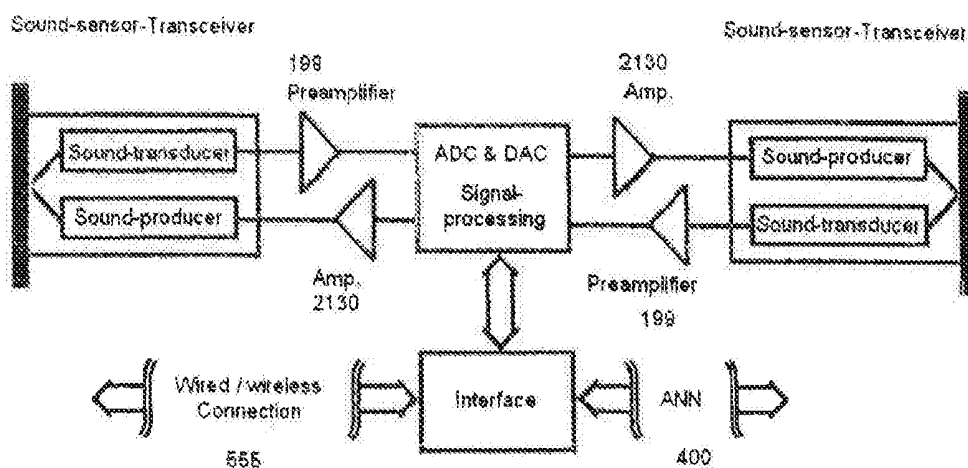 Sound-sensor-Transceiver
Sound-sensor-Transceiver
198
Preamplifier
2130
Amp.
Sound-transducer
Sound-producer
ADC & DAC
Signal-
processing
Sound-producer
Sound-transducer
Amp.
2130
Preamplifier
199
Wired / wireless
Connection
Interface
ANN
555
400